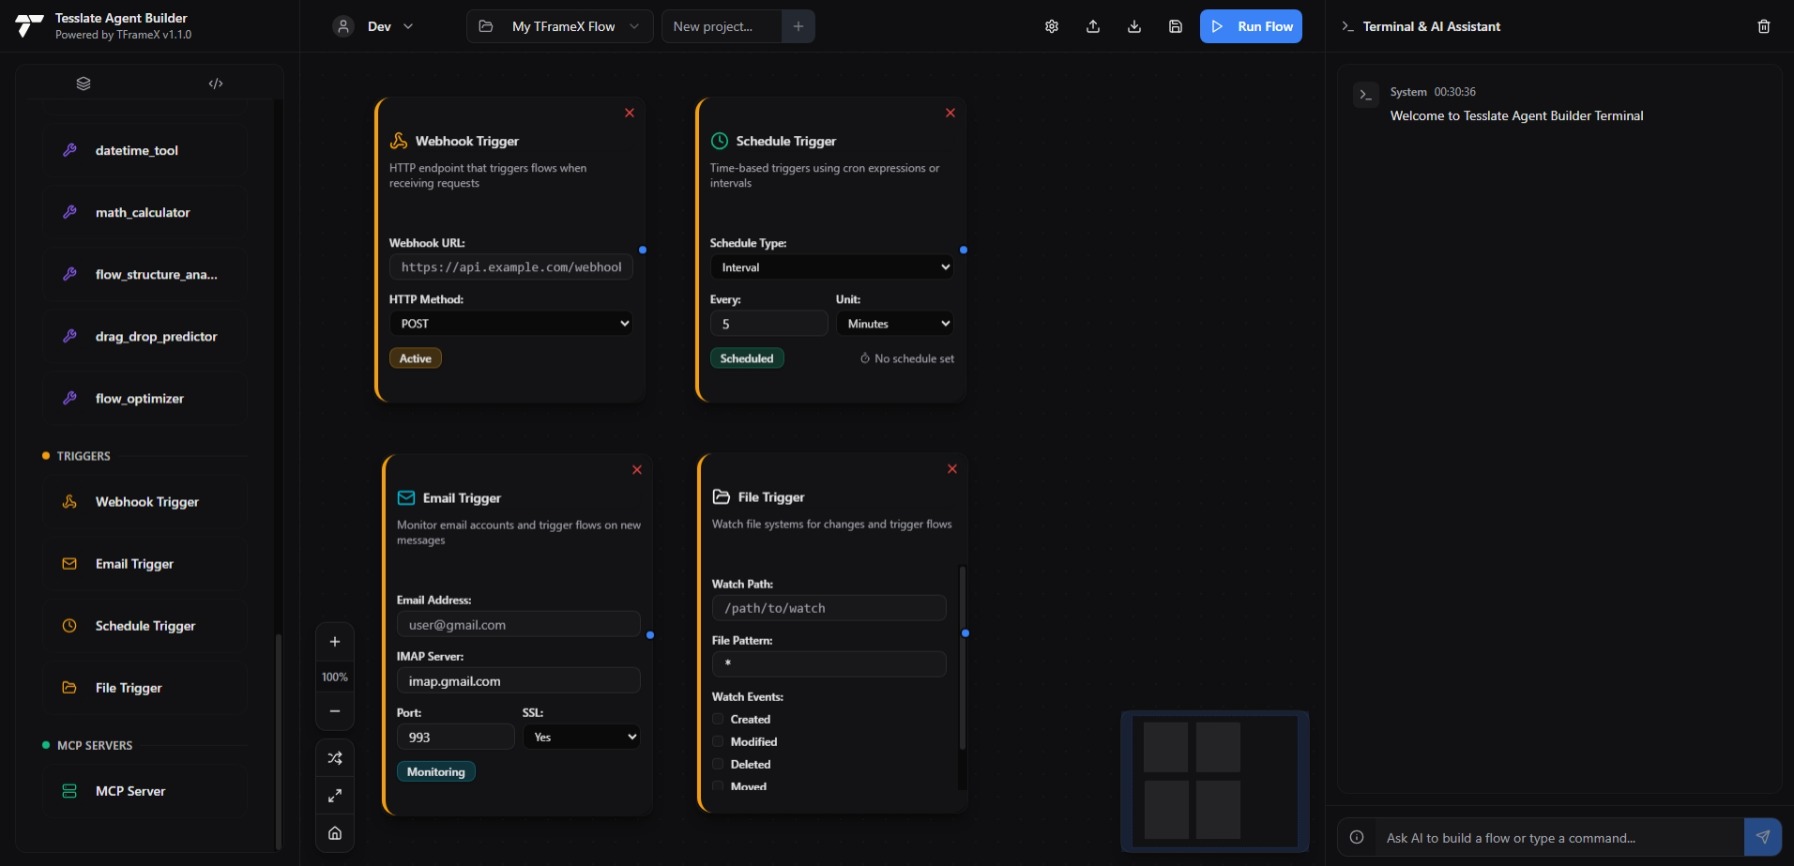 Tesslate Agent Builder
Powered by TFrameX v1.1.0
Dev
My TFrameX Flow
New project...
Run Flow
Terminal & AI Assistant
datetime_tool
math_calculator
flow_structure_ana...
drag_drop_predictor
flow_optimizer
TRIGGERS
Webhook Trigger
Email Trigger
Schedule Trigger
File Trigger
MCP SERVERS
MCP Server
100%
Webhook Trigger
HTTP endpoint that triggers flows when
receiving requests
Webhook URL:
https://api.example.com/webhool
HTTP Method:
POST
Active
Schedule Trigger
Time-based triggers using cron expressions or
intervals
Schedule Type:
Interval
Every:
Unit:
5
Minutes
Scheduled
No schedule set
Email Trigger
Monitor email accounts and trigger flows on new
messages
Email Address:
user@gmail.com
IMAP Server:
imap.gmail.com
Port:
SSL:
993
Yes
Monitoring
File Trigger
Watch file systems for changes and trigger flows
Watch Path:
/path/to/watch
File Pattern:
*
Watch Events:
Created
Modified
Deleted
Moved
System 00:30:36
Welcome to Tesslate Agent Builder Terminal
Ask AI to build a flow or type a command...